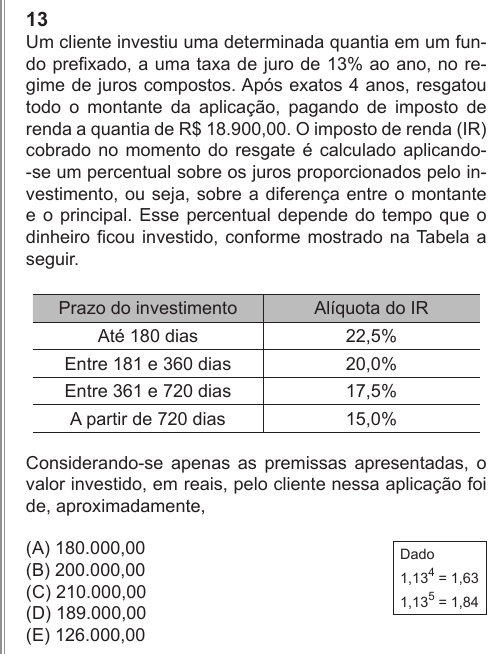 13
Um cliente investiu uma determinada quantia em um fun-
do prefixado, a uma taxa de juro de 13% ao ano, no re-
gime de juros compostos. Após exatos 4 anos, resgatou
todo o montante da aplicação, pagando de imposto de
renda a quantia de R$ 18.900,00. O imposto de renda (IR)
cobrado no momento do resgate é calculado aplicando-
-se um percentual sobre os juros proporcionados pelo in-
vestimento, ou seja, sobre a diferença entre o montante
e o principal. Esse percentual depende do tempo que o
dinheiro ficou investido, conforme mostrado na Tabela a
seguir.
Prazo do investimento Alíquota do IR
Até 180 dias 22,5%
Entre 181 e 360 dias 20,0%
Entre 361 e 720 dias 17,5%
A partir de 720 dias 15,0%
Considerando-se apenas as premissas apresentadas, o
valor investido, em reais, pelo cliente nessa aplicação foi
de, aproximadamente,
(A) 180.000,00
(B) 200.000,00
(C) 210.000,00
(D) 189.000,00
(E) 126.000,00
Dado
1,13⁴ = 1,63
1,13⁵ = 1,84